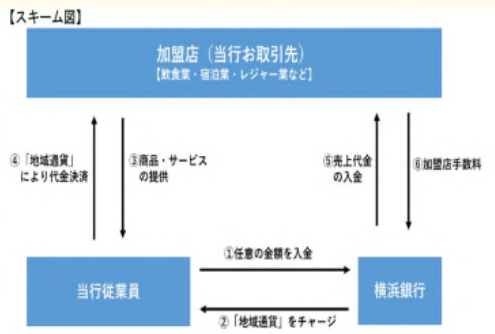 【スキーム図】
加盟店（当行お取引先）
【飲食業・宿泊業・レジャー業など】
④「地域通貨」
により代金決済
③商品・サービス
の提供
⑤売上代金
の入金
⑥加盟店手数料
①任意の金額を入金
当行従業員
横浜銀行
②「地域通貨」をチャージ